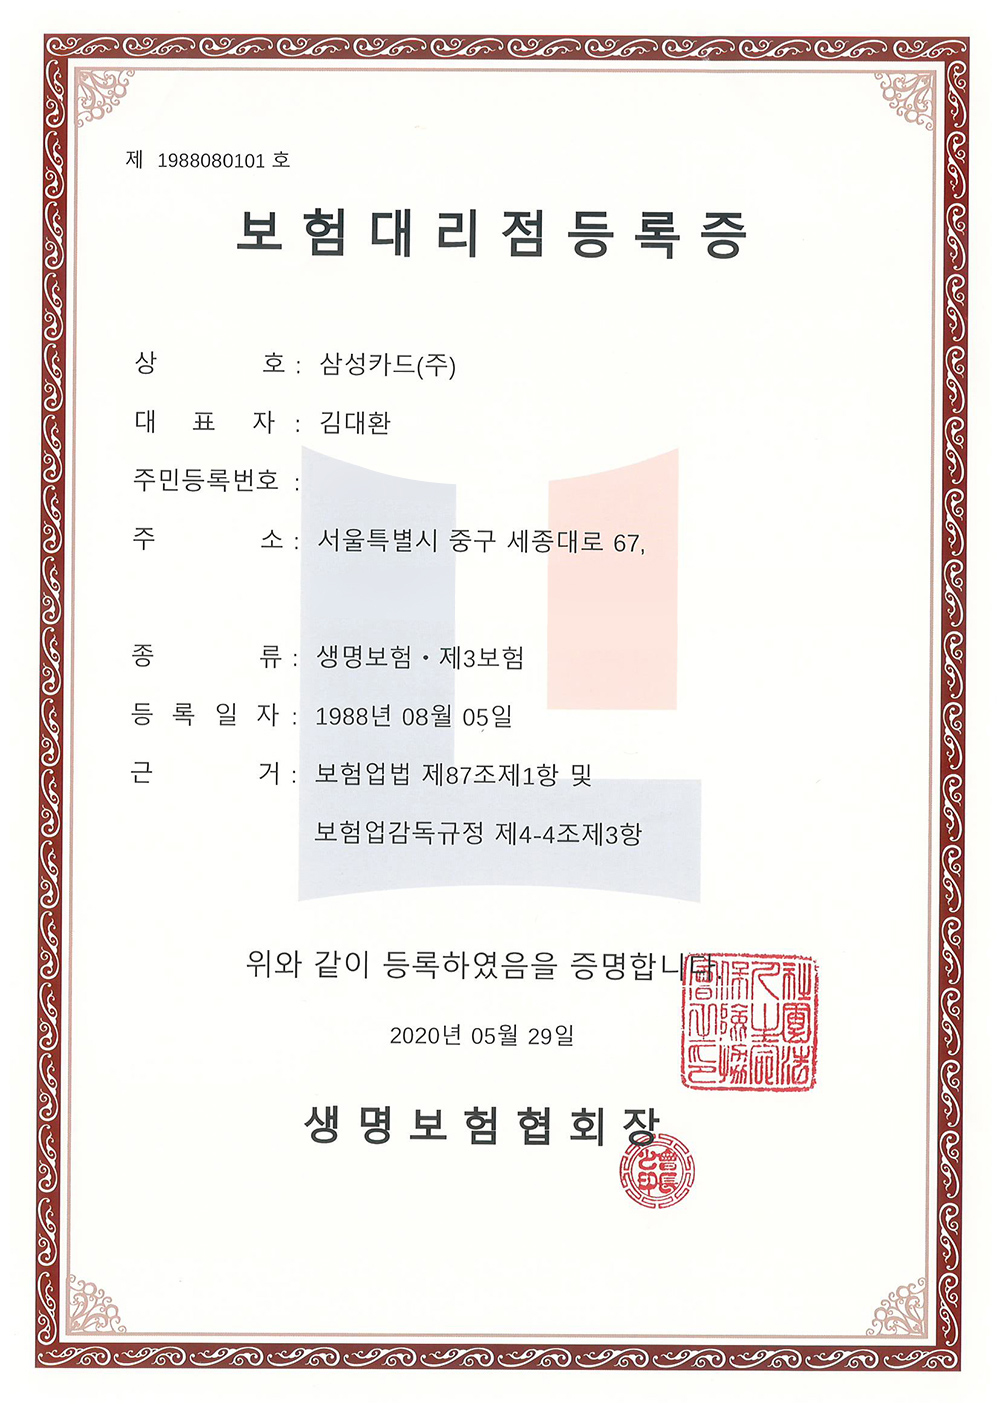 제 1988080101 호
보험대리점등록증
상 호 : 삼성카드(주)
대 표 자 : 김대환
주민등록번호 :
주 소 : 서울특별시 중구 세종대로 67,
종 류 : 생명보험・제3보험
등 록 일 자 : 1988년 08월 05일
근 거 : 보험업법 제87조제1항 및
보험업감독규정 제4-4조제3항
위와 같이 등록하였음을 증명합니다.
2020년 05월 29일
생명보험협회장